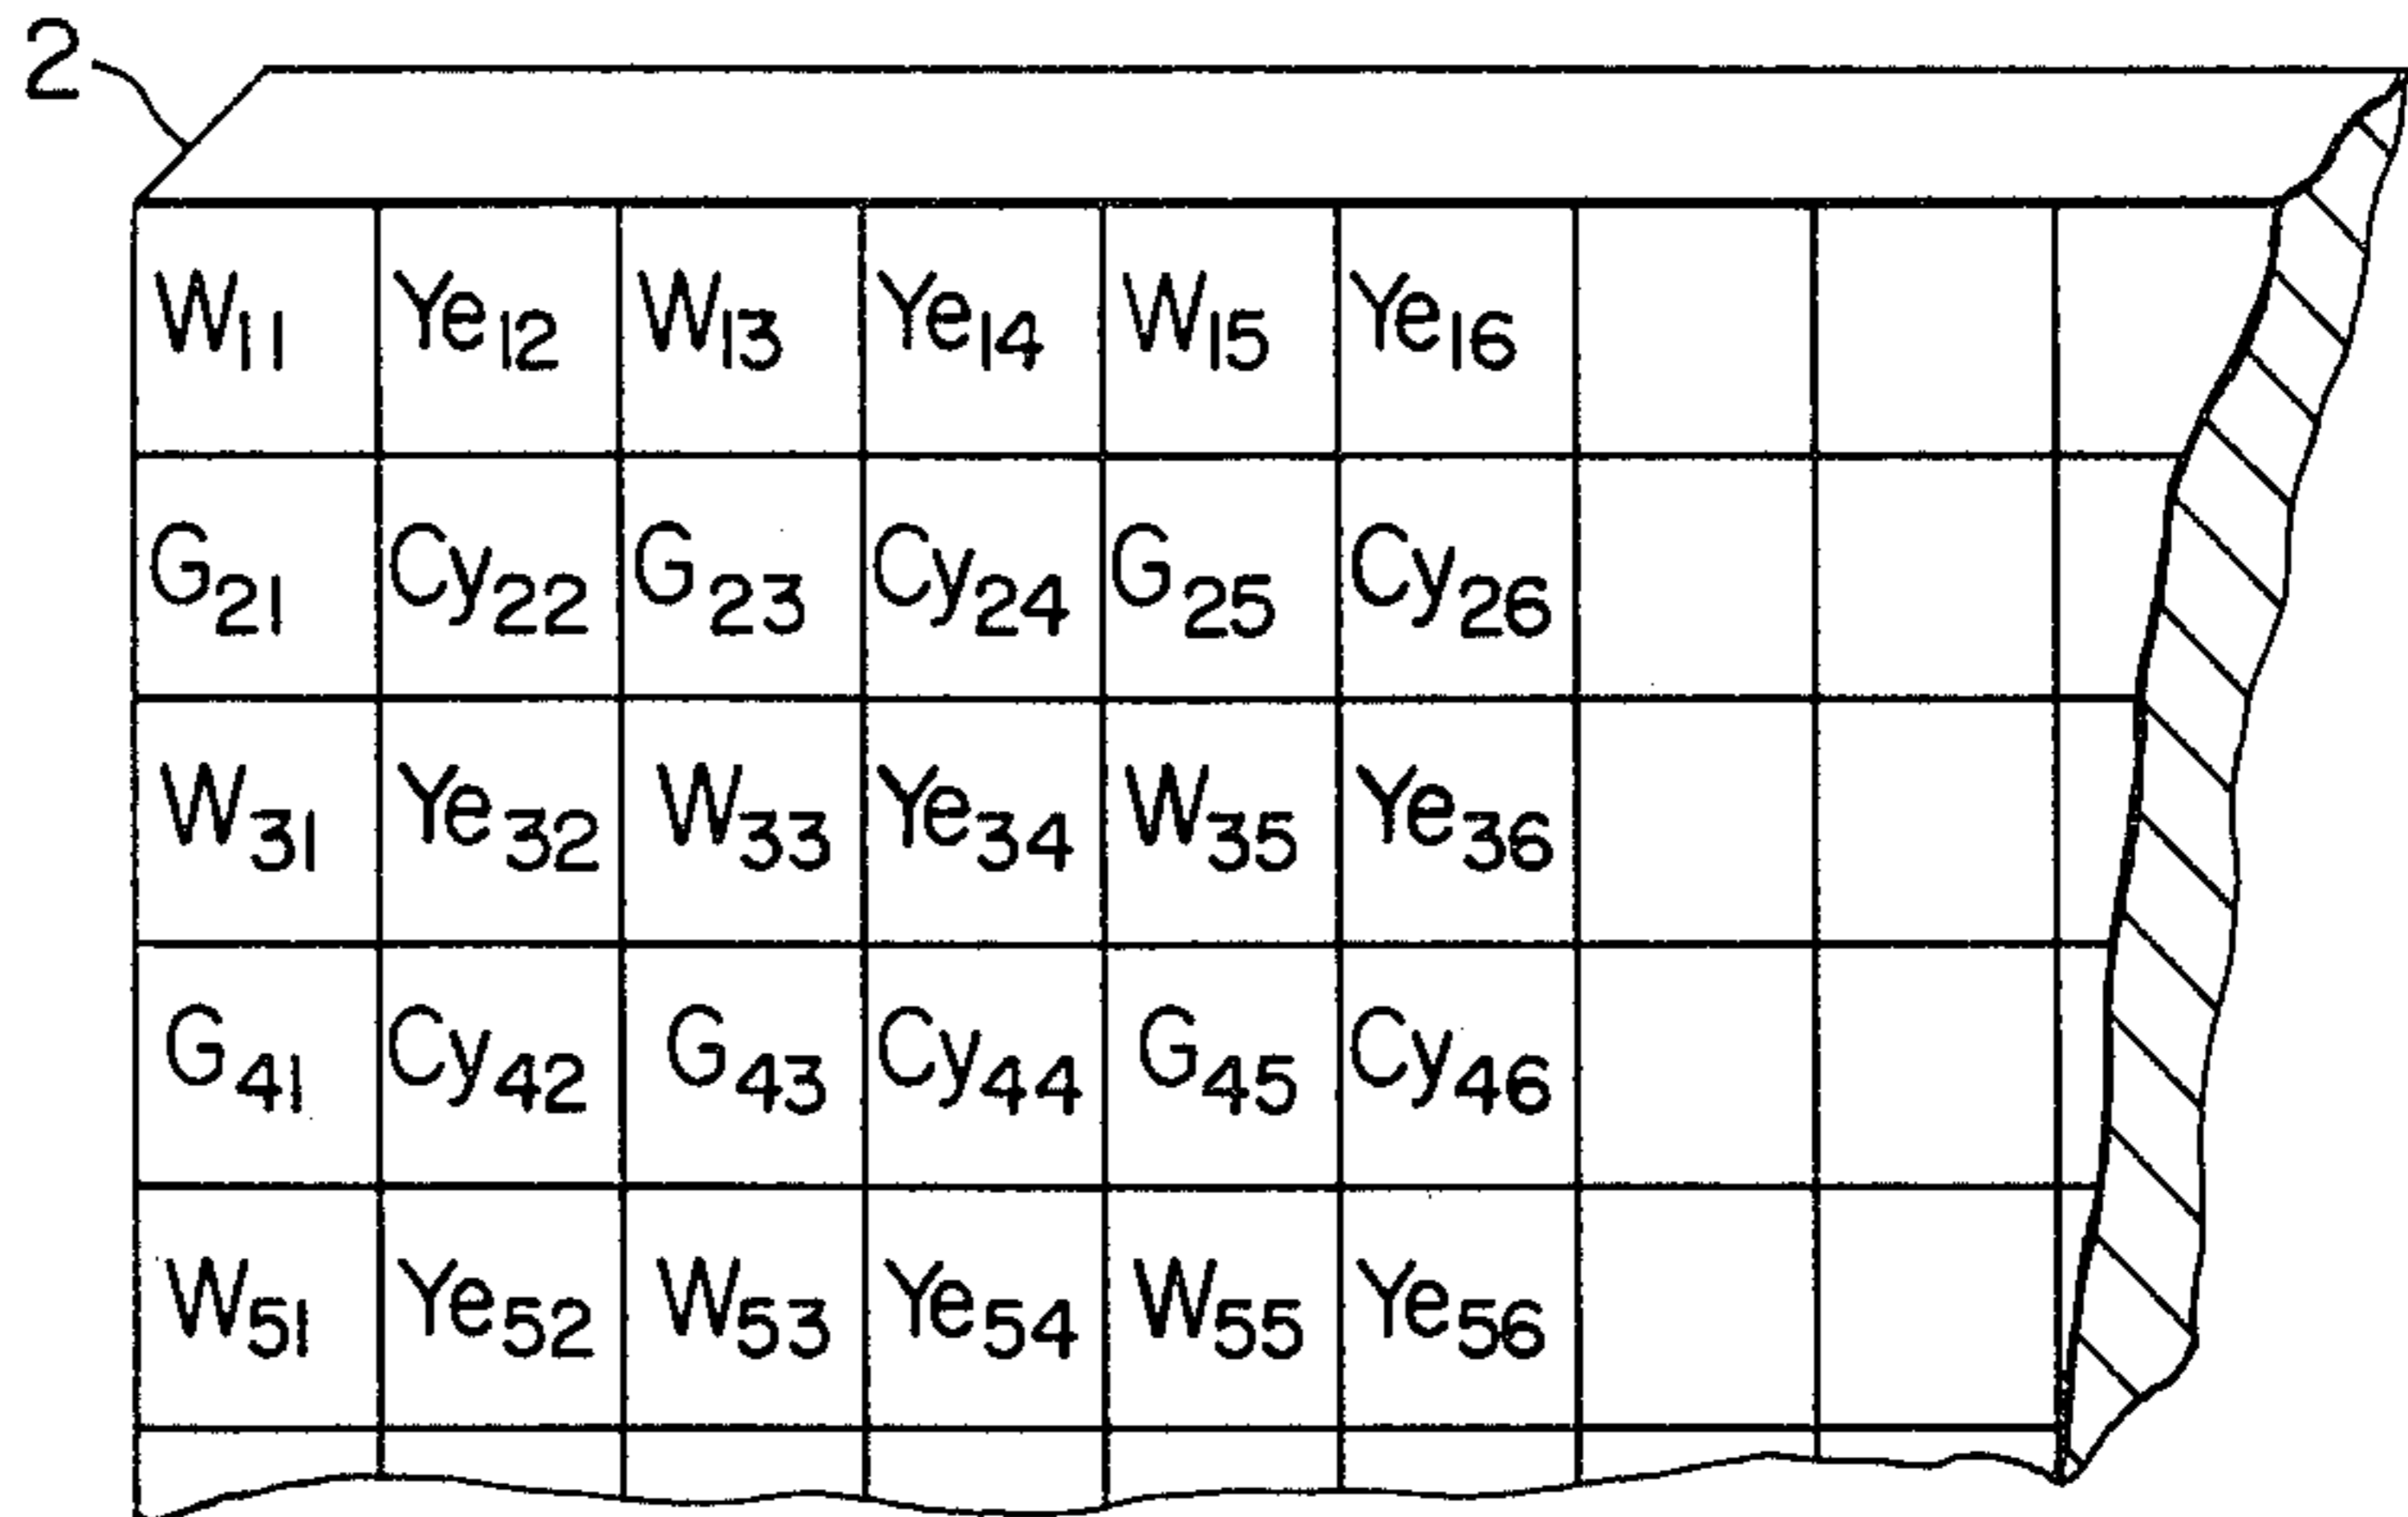 2
W11 Ye12 W13 Ye14 W15 Ye16
G21 Cy22 G23 Cy24 G25 Cy26
W31 Ye32 W33 Ye34 W35 Ye36
G41 Cy42 G43 Cy44 G45 Cy46
W51 Ye52 W53 Ye54 W55 Ye56